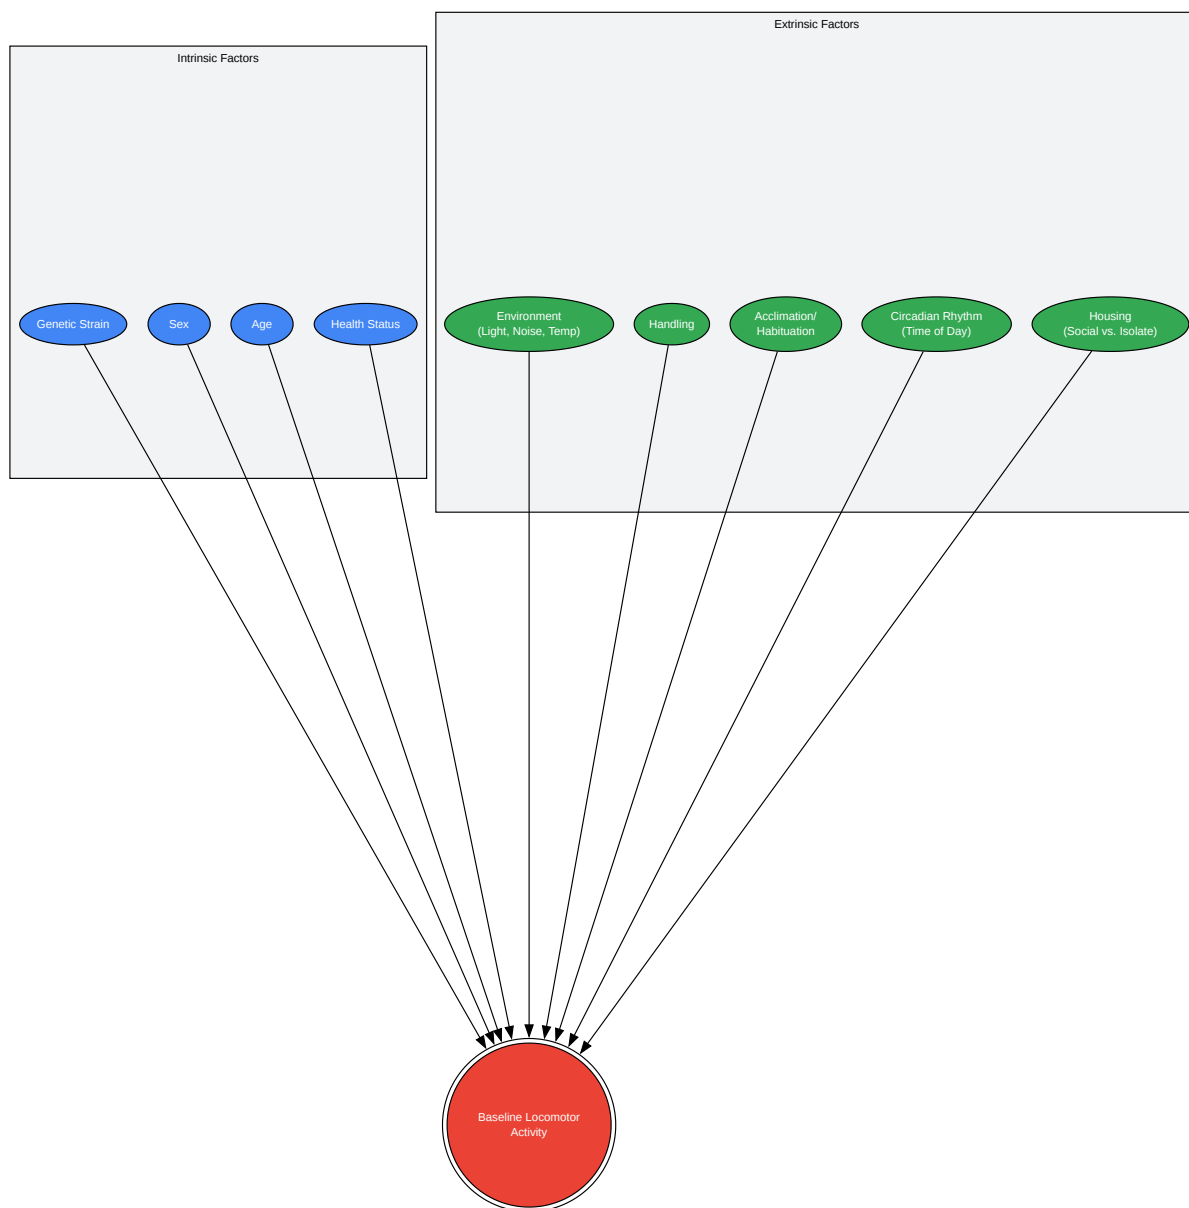 Extrinsic Factors
Intrinsic Factors
Genetic Strain
Sex
Age
Health Status
Environment
(Light, Noise, Temp)
Handling
Acclimation/
Habituation
Circadian Rhythm
(Time of Day)
Housing
(Social vs. Isolate)
Baseline Locomotor
Activity